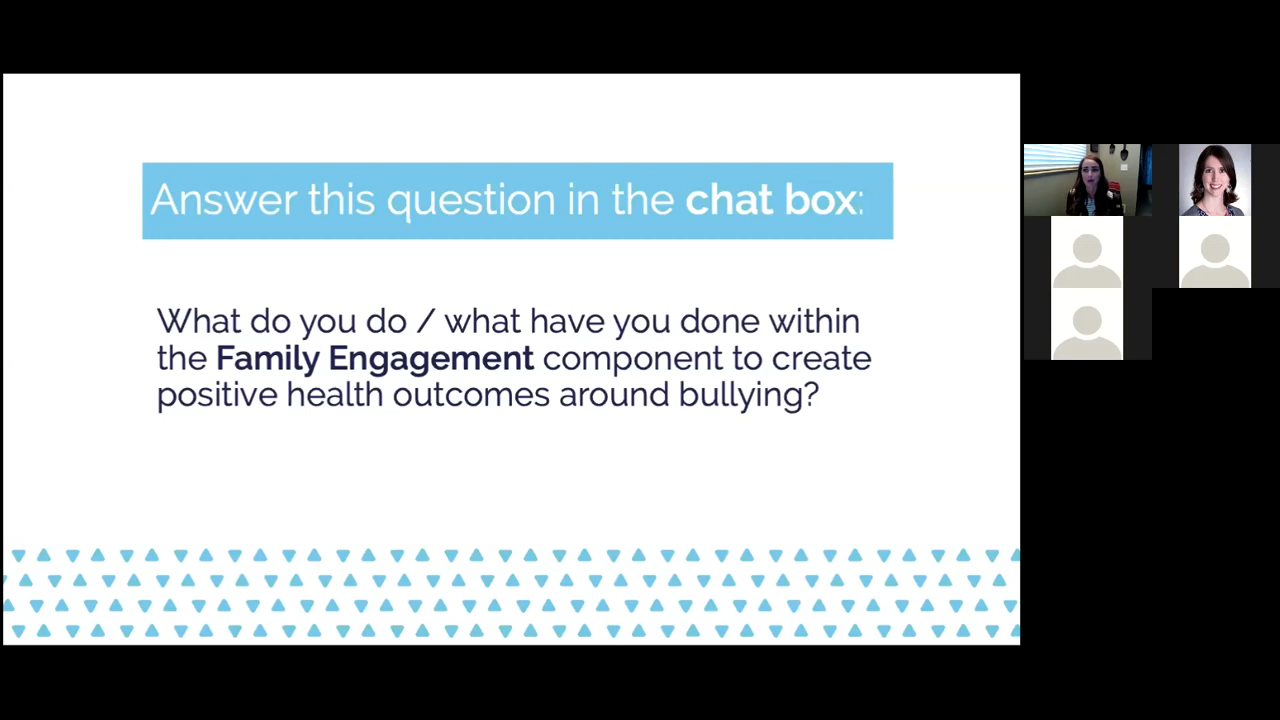 Answer this question in the chat box:
What do you do / what have you done within
the Family Engagement component to create
positive health outcomes around bullying?